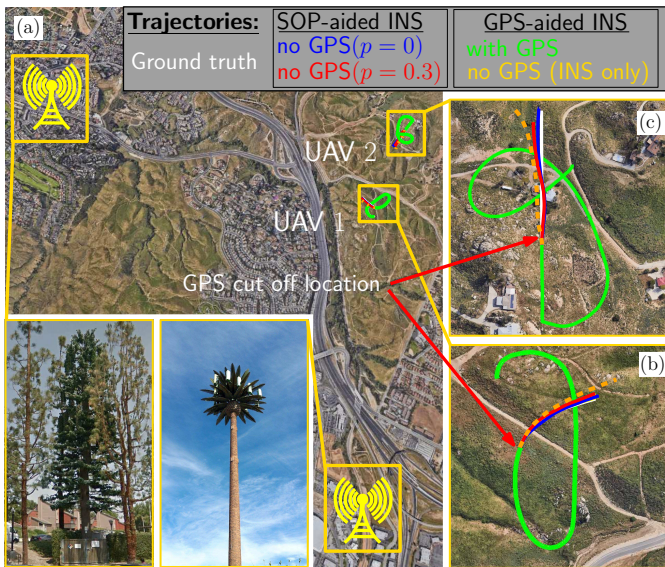 (a)
Trajectories:
Ground truth
SOP-aided INS
no GPS(p = 0)
no GPS(p = 0.3)
GPS-aided INS
with GPS
no GPS (INS only)
(c)
UAV 2
UAV 1
GPS cut off location
(b)